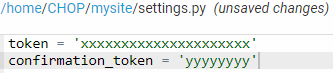 /home/CHOP/mysite/settings.py (unsaved changes)
token = 'xxxxxxxxxxxxxxxxxxxxx'
confirmation_token = 'yyyyyyyy'